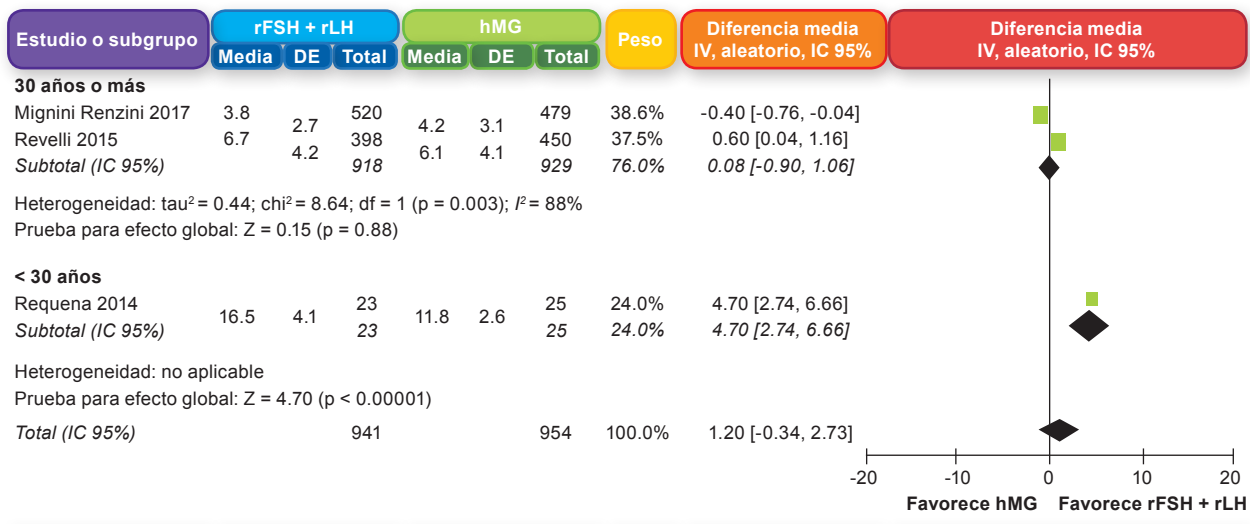 Estudio o subgrupo rFSH + rLH hMG Peso Diferencia media IV, aleatorio, IC 95% Diferencia media IV, aleatorio, IC 95%
Media DE Total Media DE Total
30 años o más
Mignini Renzini 2017 3.8 2.7 520 4.2 3.1 479 38.6% -0.40 [-0.76, -0.04]
Revelli 2015 6.7 4.2 398 6.1 4.1 450 37.5% 0.60 [0.04, 1.16]
Subtotal (IC 95%) 918 929 76.0% 0.08 [-0.90, 1.06]
Heterogeneidad: tau² = 0.44; chi² = 8.64; df = 1 (p = 0.003); I² = 88%
Prueba para efecto global: Z = 0.15 (p = 0.88)
< 30 años
Requena 2014 16.5 4.1 23 11.8 2.6 25 24.0% 4.70 [2.74, 6.66]
Subtotal (IC 95%) 23 25 24.0% 4.70 [2.74, 6.66]
Heterogeneidad: no aplicable
Prueba para efecto global: Z = 4.70 (p < 0.00001)
Total (IC 95%) 941 954 100.0% 1.20 [-0.34, 2.73]
-20 -10 0 10 20
Favorece hMG Favorece rFSH + rLH